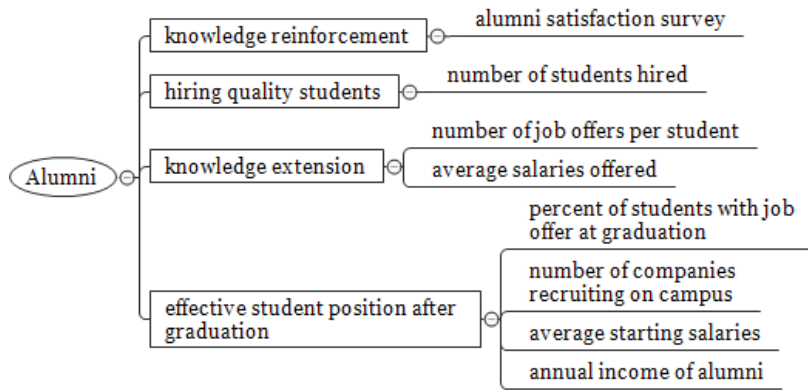 Alumni
knowledge reinforcement
alumni satisfaction survey
hiring quality students
number of students hired
knowledge extension
number of job offers per student
average salaries offered
effective student position after
graduation
percent of students with job
offer at graduation
number of companies
recruiting on campus
average starting salaries
annual income of alumni